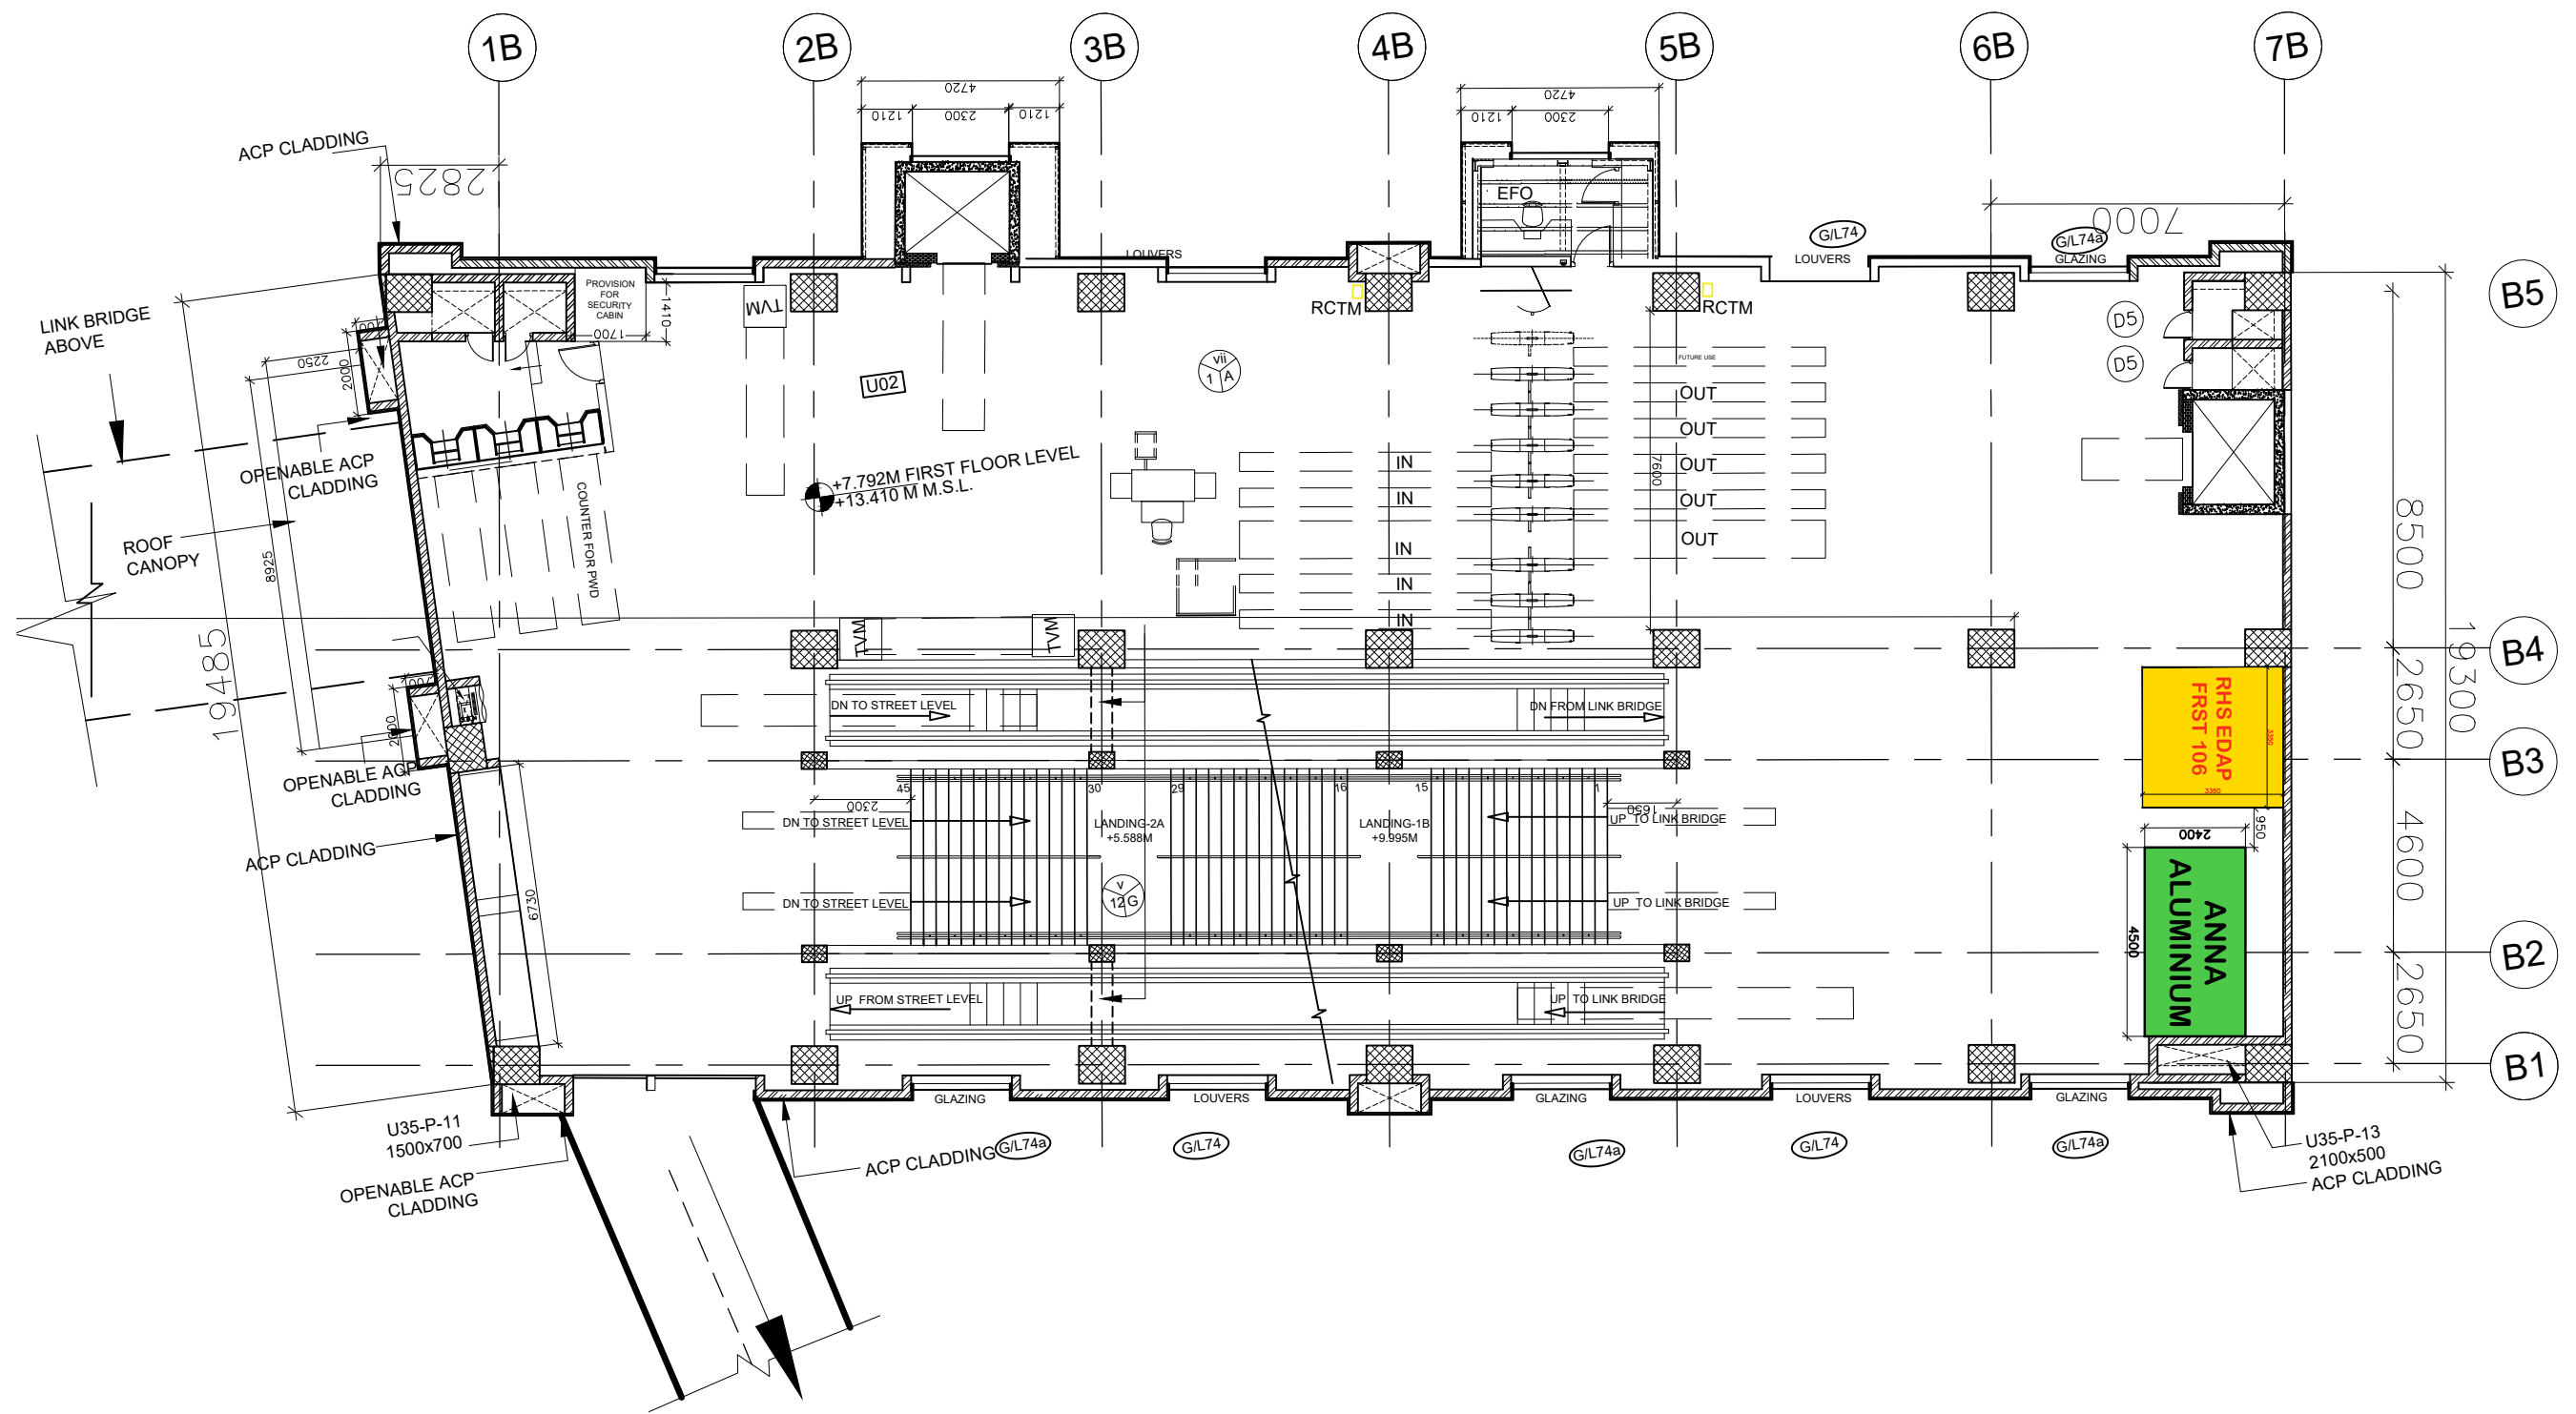 1B
2B
3B
4B
5B
6B
7B
4720
1210
2300
1210
4720
1210
2300
ACP CLADDING
2825
EFO
7000
G/L74
G/L74a
LOUVERS
LOUVERS
GLAZING
B5
PROVISION
FOR
SECURITY
CABIN
1700
1410
TVM
RCTM
RCTM
LINK BRIDGE
ABOVE
700
2250
2000
D5
D5
U02
vii
1 A
FUTURE USE
OUT
OUT
OUT
OUT
OUT
IN
IN
IN
IN
IN
7600
+7.792M FIRST FLOOR LEVEL
+13.410 M M.S.L.
OPENABLE ACP
CLADDING
COUNTER FOR PWD
ROOF
CANOPY
8925
19485
8500
19300
TVM
TVM
B4
700
2000
DN TO STREET LEVEL
DN FROM LINK BRIDGE
RHS EDAP
FRST 106
3350
3350
2650
B3
OPENABLE ACP
CLADDING
45
30
29
16
15
1
2300
1650
DN TO STREET LEVEL
LANDING-2A
+5.588M
LANDING-1B
+9.995M
UP TO LINK BRIDGE
950
2400
4600
ACP CLADDING
6730
DN TO STREET LEVEL
v
12 G
UP TO LINK BRIDGE
ANNA
ALUMINIUM
4500
B2
UP FROM STREET LEVEL
UP TO LINK BRIDGE
2650
B1
GLAZING
LOUVERS
GLAZING
LOUVERS
GLAZING
U35-P-11
1500x700
G/L74a
G/L74
G/L74a
G/L74
G/L74a
U35-P-13
2100x500
ACP CLADDING
ACP CLADDING
OPENABLE ACP
CLADDING